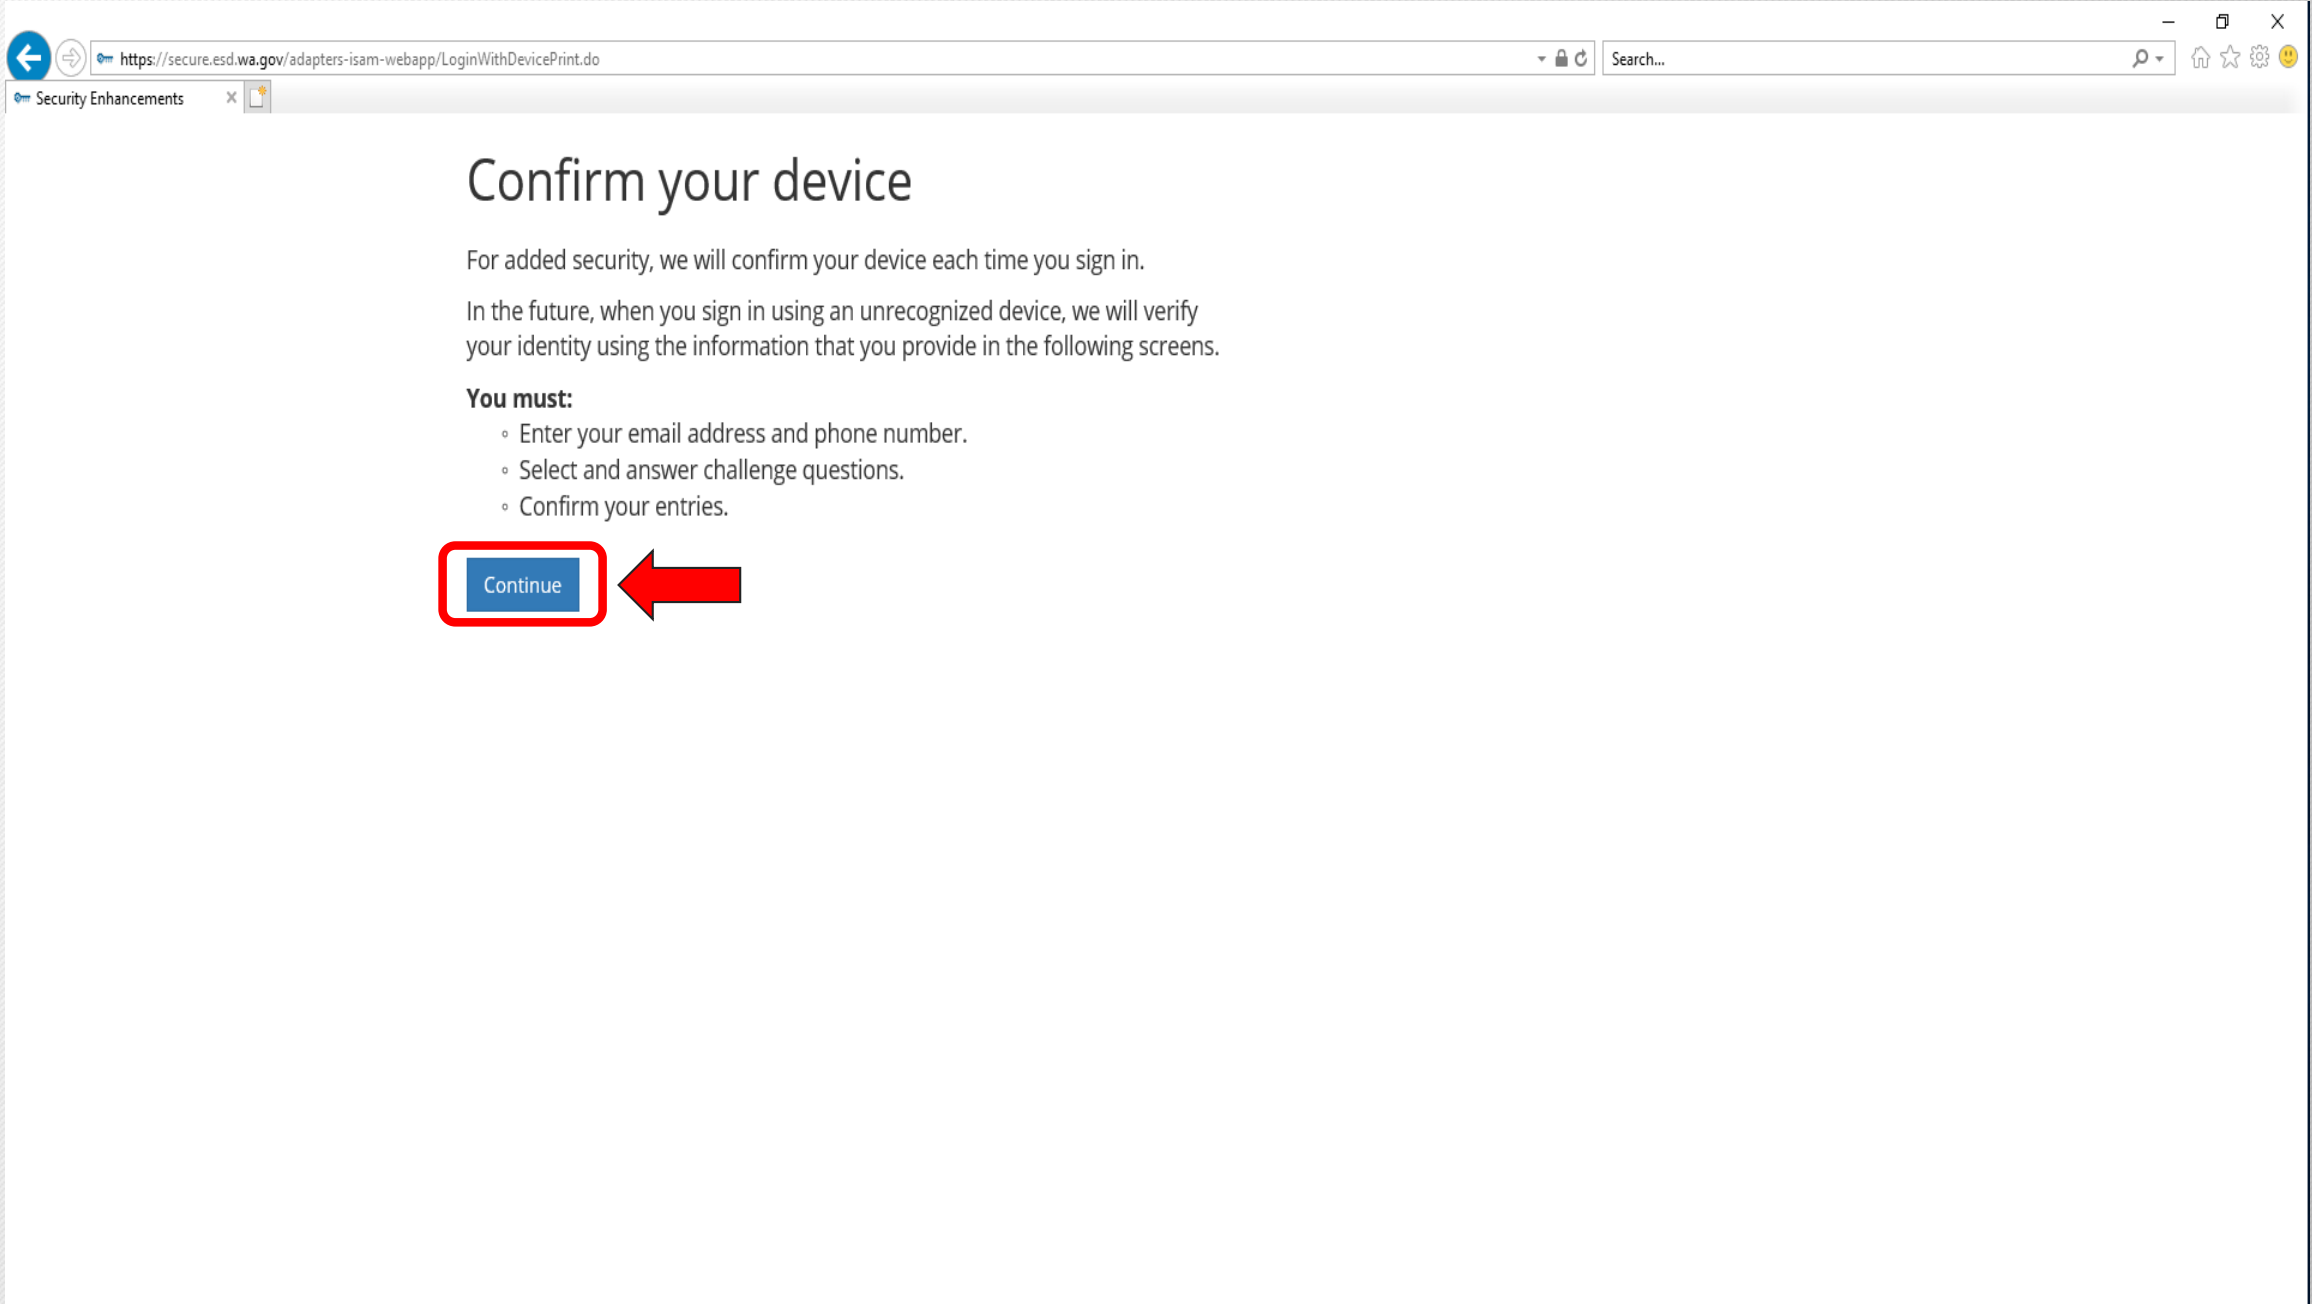 https://secure.esd.wa.gov/adapters-isam-webapp/LoginWithDevicePrint.do
Search...
Security Enhancements
Confirm your device
For added security, we will confirm your device each time you sign in.
In the future, when you sign in using an unrecognized device, we will verify
your identity using the information that you provide in the following screens.
You must:
◦ Enter your email address and phone number.
◦ Select and answer challenge questions.
◦ Confirm your entries.
Continue